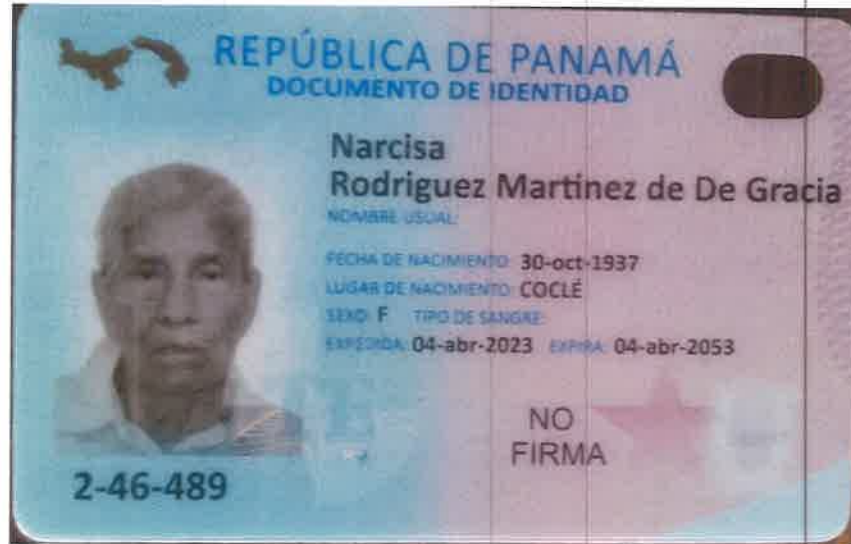 REPÚBLICA DE PANAMÁ
DOCUMENTO DE IDENTIDAD
Narcisa
Rodriguez Martinez de De Gracia
NOMBRE USUAL:
FECHA DE NACIMIENTO: 30-oct-1937
LUGAR DE NACIMIENTO: COCLÉ
SEXO: F TIPO DE SANGRE:
EXPEDIDA: 04-abr-2023 EXPIRA: 04-abr-2053
NO
FIRMA
2-46-489